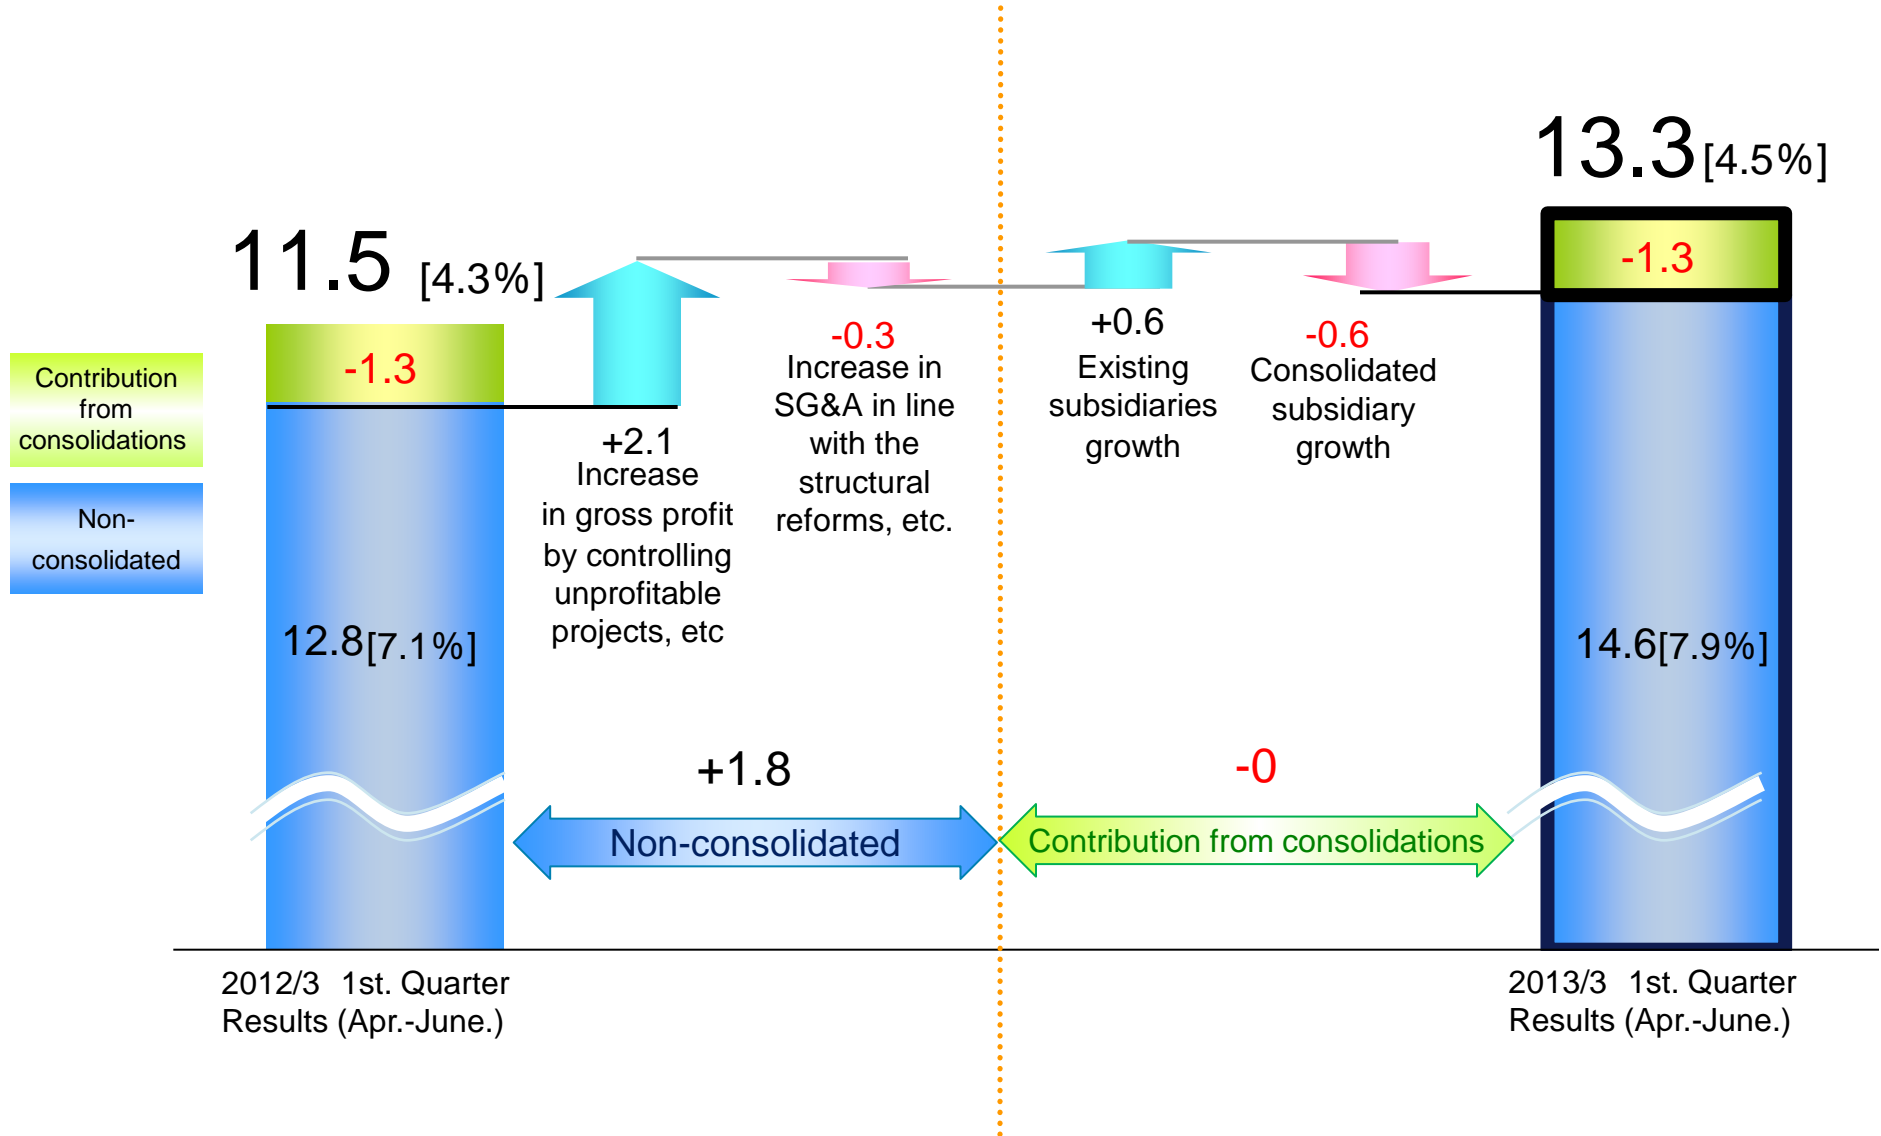 13.3 [4.5%]
11.5 [4.3%]
-1.3
-1.3
Contribution
from
consolidations
Non-
consolidated
+2.1
Increase
in gross profit
by controlling
unprofitable
projects, etc
-0.3
Increase in
SG&A in line
with the
structural
reforms, etc.
+0.6
Existing
subsidiaries
growth
-0.6
Consolidated
subsidiary
growth
12.8[7.1%]
14.6[7.9%]
+1.8
-0
Non-consolidated
Contribution from consolidations
2012/3 1st. Quarter
Results (Apr.-June.)
2013/3 1st. Quarter
Results (Apr.-June.)